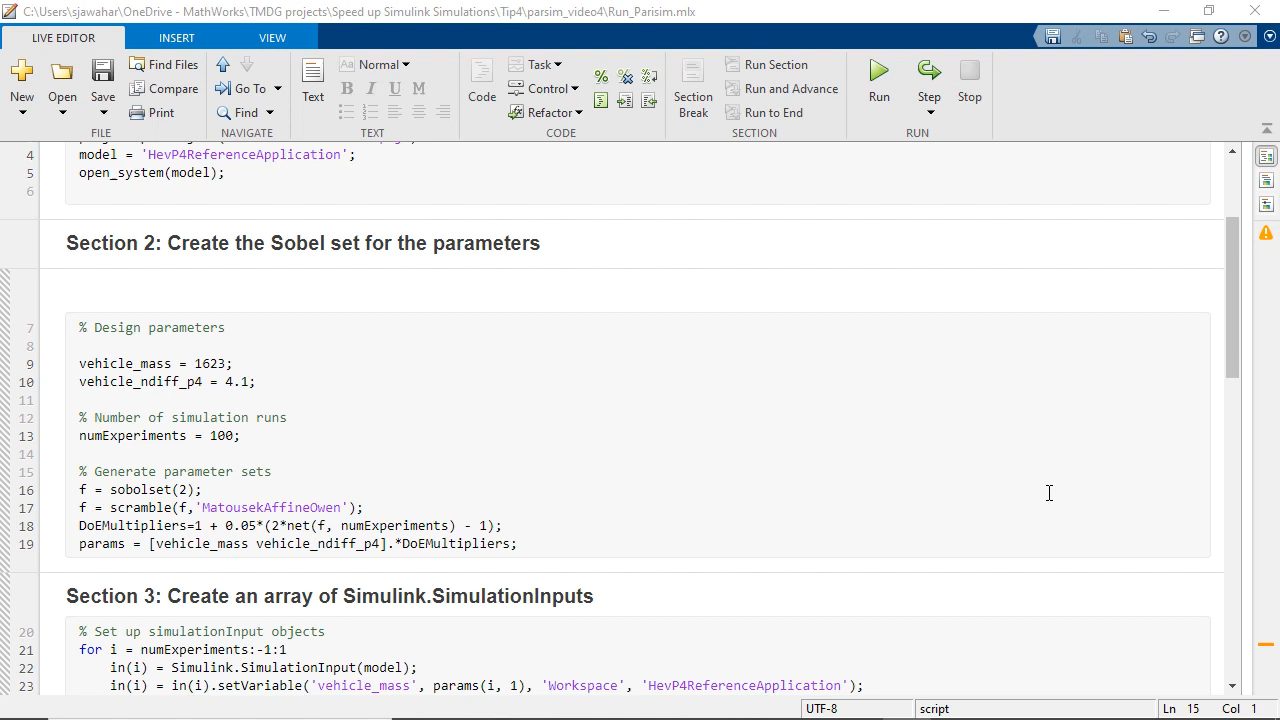 C:\Users\sjawahar\OneDrive - MathWorks\TMDG projects\Speed up Simulink Simulations\Tip4\parsim_video4\Run_Parisim.mlx
LIVE EDITOR INSERT VIEW
New Open Save Find Files Compare Print
Go To Find
Text Aa Normal B I U M
Code Task Control Refactor
Section Break Run Section Run and Advance Run to End
Run Step Stop
FILE NAVIGATE TEXT CODE SECTION RUN
4 model = 'HevP4ReferenceApplication';
5 open_system(model);
6
Section 2: Create the Sobel set for the parameters
7 % Design parameters
8
9 vehicle_mass = 1623;
10 vehicle_ndiff_p4 = 4.1;
11
12 % Number of simulation runs
13 numExperiments = 100;
14
15 % Generate parameter sets
16 f = sobolset(2);
17 f = scramble(f,'MatousekAffineOwen');
18 DoEMultipliers=1 + 0.05*(2*net(f, numExperiments) - 1);
19 params = [vehicle_mass vehicle_ndiff_p4].*DoEMultipliers;
Section 3: Create an array of Simulink.SimulationInputs
20 % Set up simulationInput objects
21 for i = numExperiments:-1:1
22 in(i) = Simulink.SimulationInput(model);
23 in(i) = in(i).setVariable('vehicle_mass', params(i, 1), 'Workspace', 'HevP4ReferenceApplication');
UTF-8 script Ln 15 Col 1